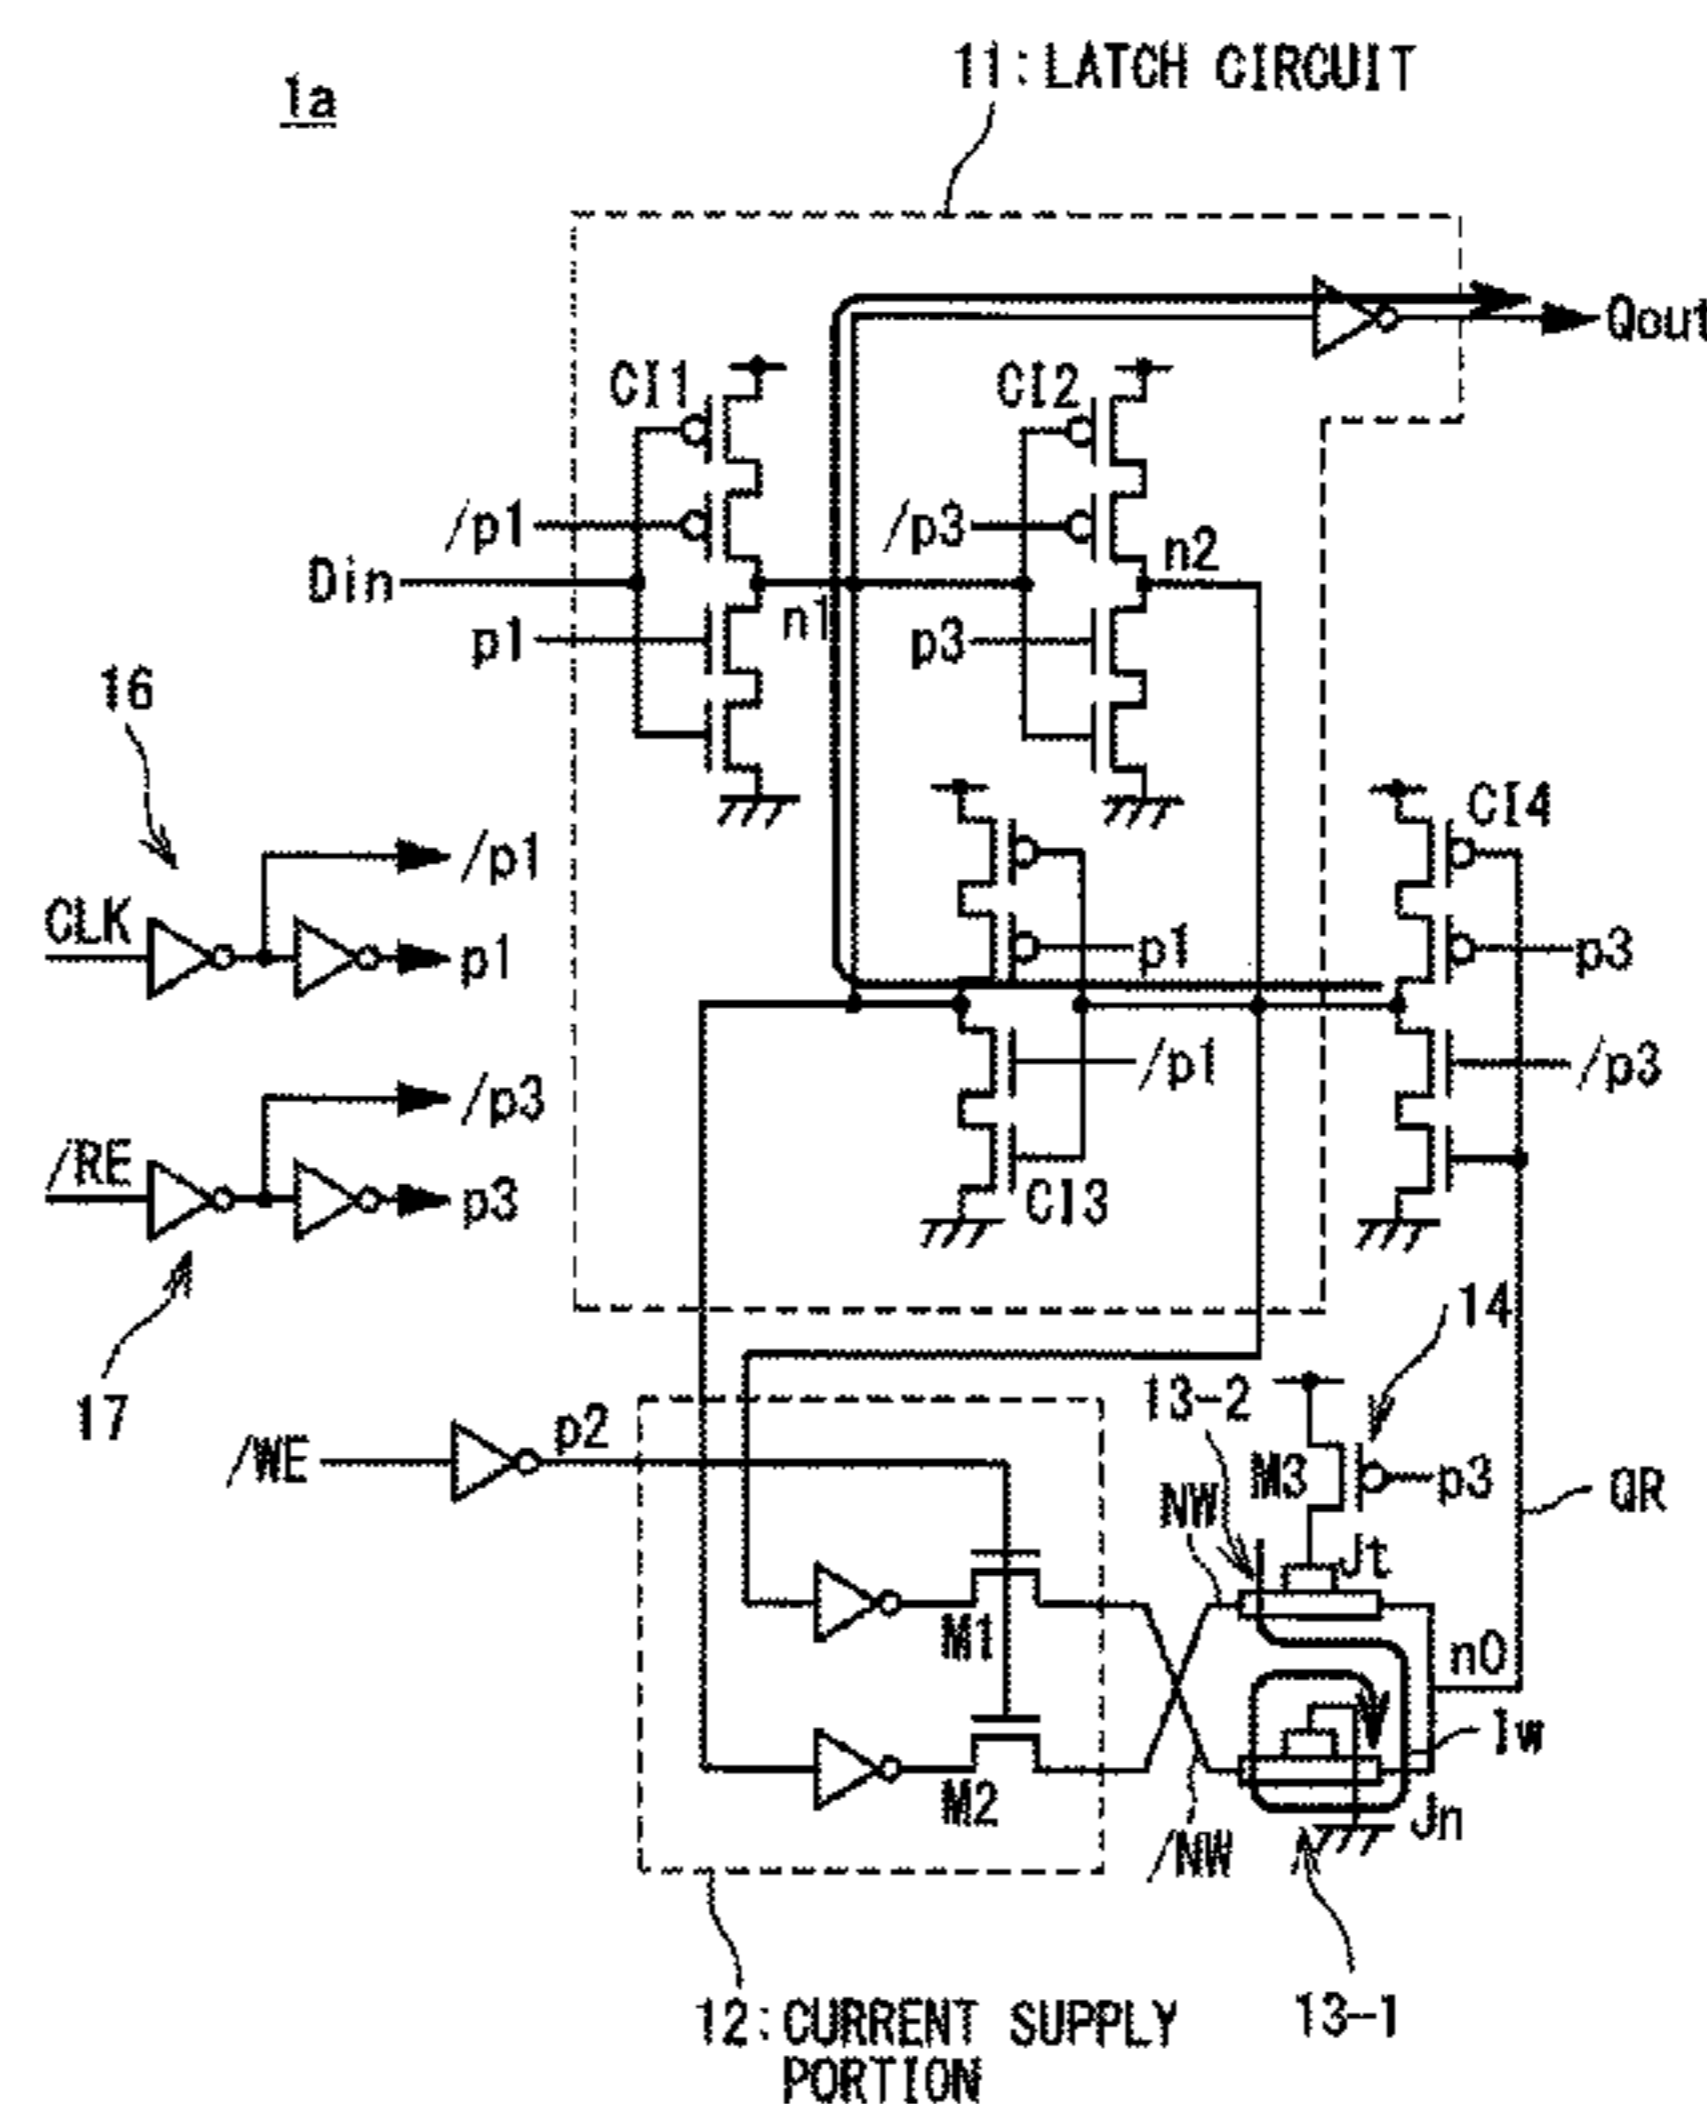 1a
11:LATCH CIRCUIT
Qout
CI1
CI2
/p1
/p3
n2
Din
n1
p1
p3
16
CI4
/p1
CLK
p1
p1
p3
/p3
/p1
/p3
/RE
p3
CI3
14
17
13-2
/WE
p2
M3
p3
QR
NW
Jt
M1
n0
Iw
M2
Jn
/NW
12:CURRENT SUPPLY
PORTION
13-1